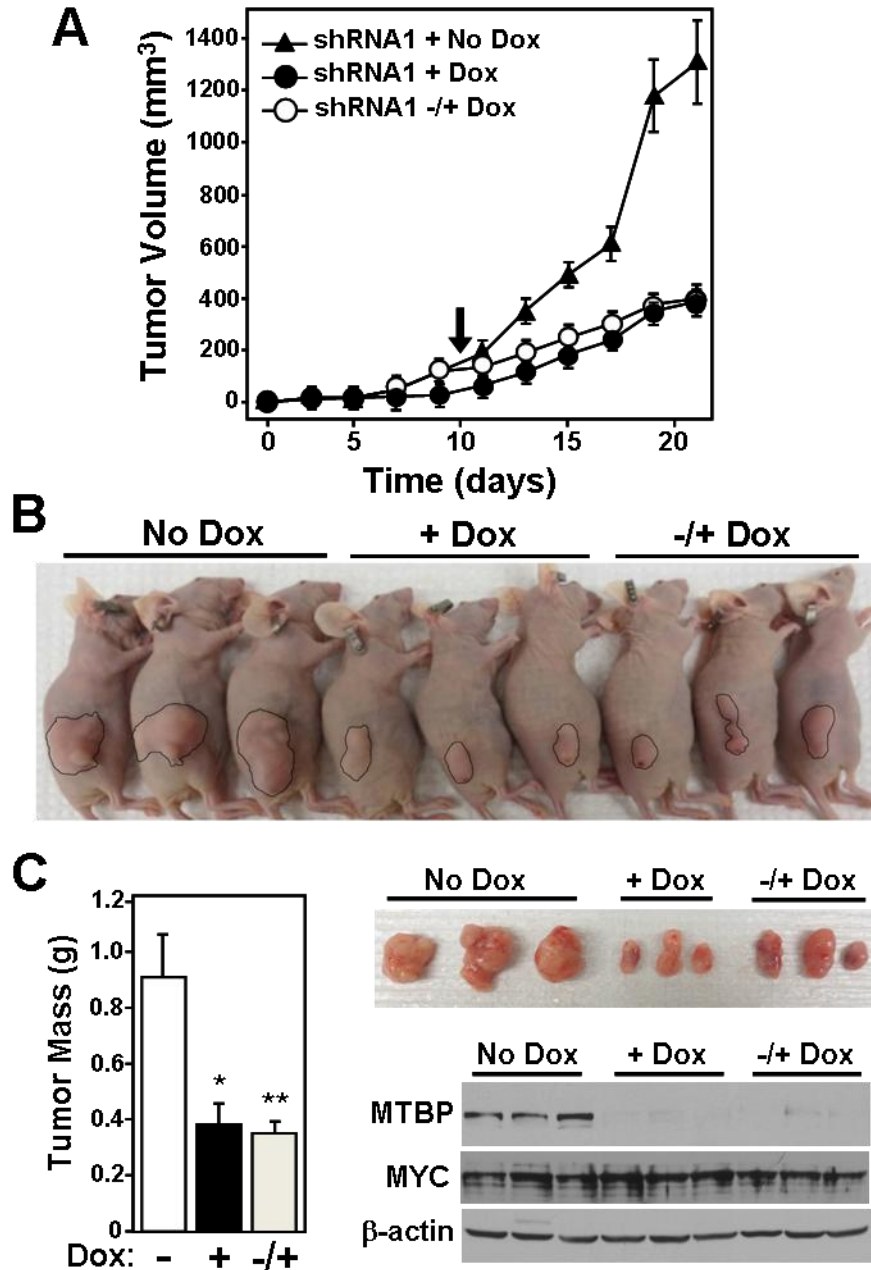 A
Tumor Volume (mm³)
1400
1200
1000
800
600
400
200
0
shRNA1 + No Dox
shRNA1 + Dox
shRNA1 -/+ Dox
0 5 10 15 20
Time (days)
B
No Dox + Dox -/+ Dox
C
Tumor Mass (g)
1.2
1.0
0.8
0.6
0.4
0.2
0
* **
Dox: - + -/+
No Dox + Dox -/+ Dox
No Dox + Dox -/+ Dox
MTBP
MYC
β-actin